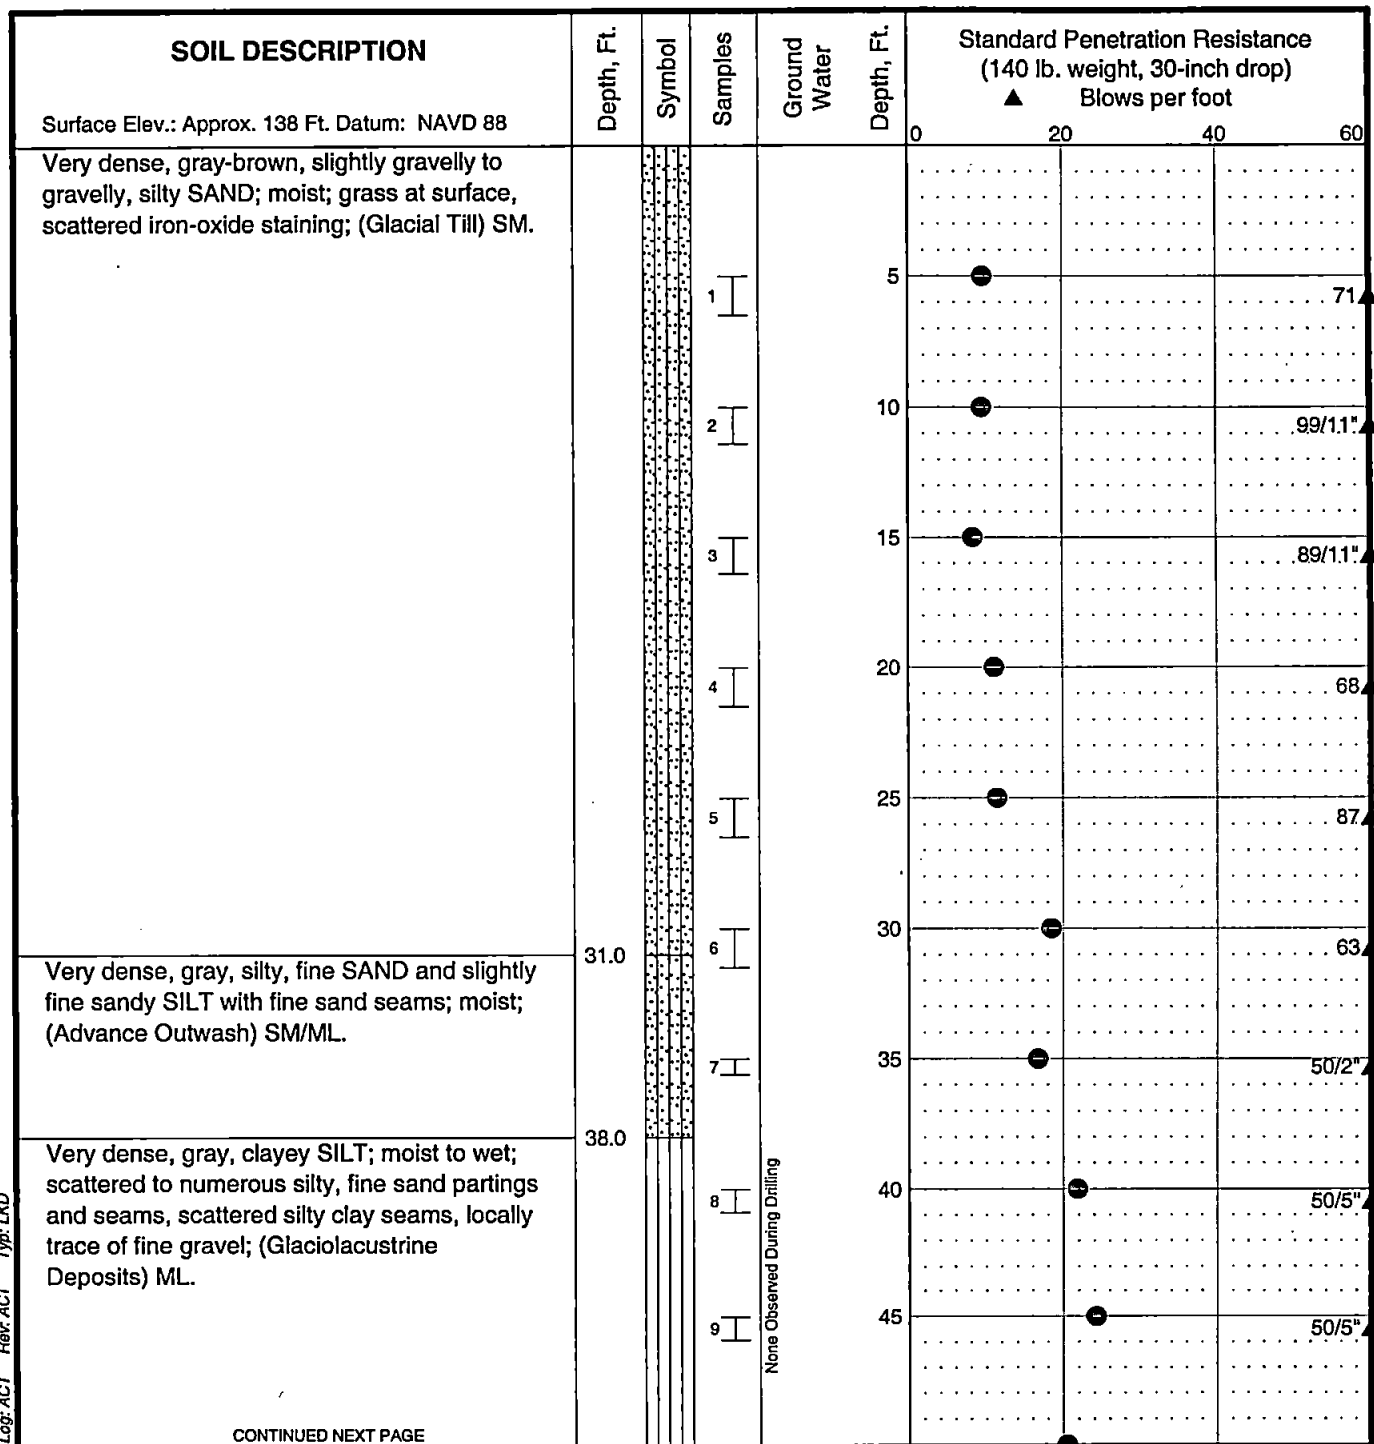 SOIL DESCRIPTION
Surface Elev.: Approx. 138 Ft. Datum: NAVD 88
Depth, Ft.
Symbol
Samples
Ground
Water
Depth, Ft.
Standard Penetration Resistance
(140 lb. weight, 30-inch drop)
▲ Blows per foot
0 20 40 60
Very dense, gray-brown, slightly gravelly to
gravelly, silty SAND; moist; grass at surface,
scattered iron-oxide staining; (Glacial Till) SM.
5
1
71
10
2
99/11"
15
3
89/11"
20
4
68
25
5
87
30
6
63
31.0
Very dense, gray, silty, fine SAND and slightly
fine sandy SILT with fine sand seams; moist;
(Advance Outwash) SM/ML.
35
7
50/2"
38.0
Very dense, gray, clayey SILT; moist to wet;
scattered to numerous silty, fine sand partings
and seams, scattered silty clay seams, locally
trace of fine gravel; (Glaciolacustrine
Deposits) ML.
40
8
50/5"
45
9
50/5"
None Observed During Drilling
CONTINUED NEXT PAGE
Log: ACT Rev: ACT Typ: LKD